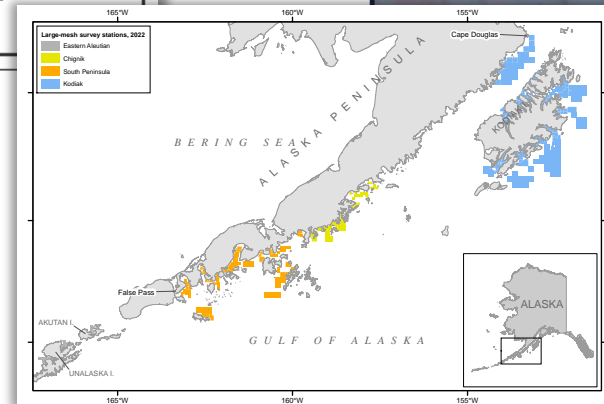 165°W
160°W
155°W
Large-mesh survey stations, 2022
Eastern Aleutian
Chignik
South Peninsula
Kodiak
Cape Douglas
ALASKA PENINSULA
BERING SEA
False Pass
AKUTAN I.
UNALASKA I.
GULF OF ALASKA
ALASKA
165°W
160°W
155°W